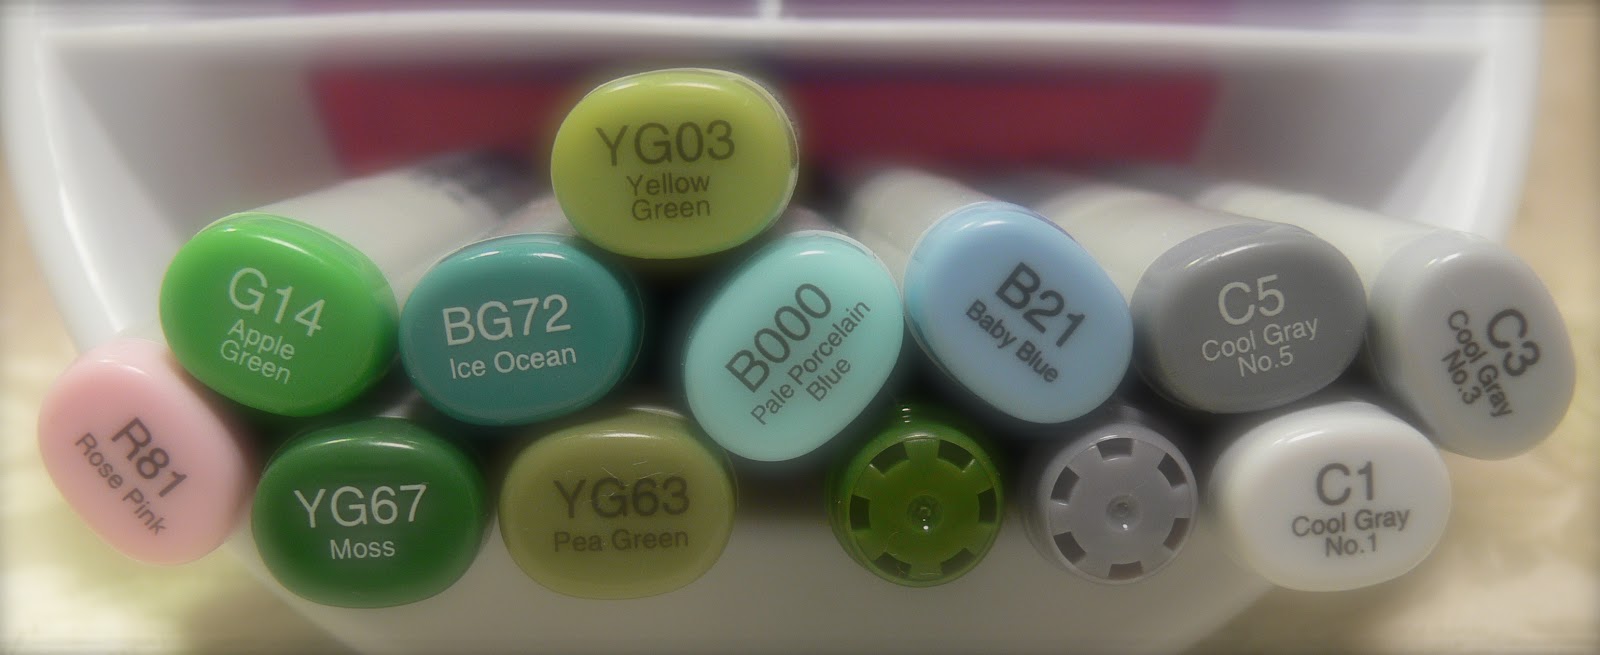 YG03
Yellow
Green
G14
Apple
Green
BG72
Ice Ocean
B000
Pale Porcelain
Blue
B21
Baby Blue
C5
Cool Gray
No.5
C3
Cool Gray
No.3
R81
Rose Pink
YG67
Moss
YG63
Pea Green
C1
Cool Gray
No.1